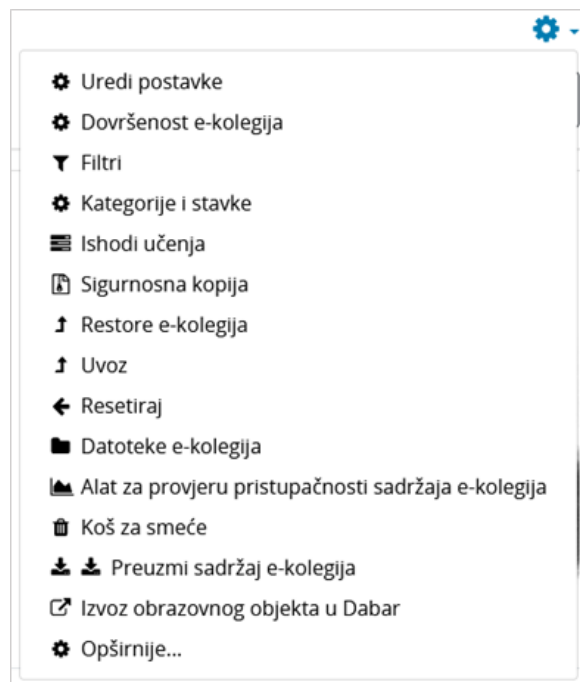 Uredi postavke
Dovršenost e-kolegija
Filtri
Kategorije i stavke
Ishodi učenja
Sigurnosna kopija
Restore e-kolegija
Uvoz
Resetiraj
Datoteke e-kolegija
Alat za provjeru pristupačnosti sadržaja e-kolegija
Koš za smeće
Preuzmi sadržaj e-kolegija
Izvoz obrazovnog objekta u Dabar
Opširnije...